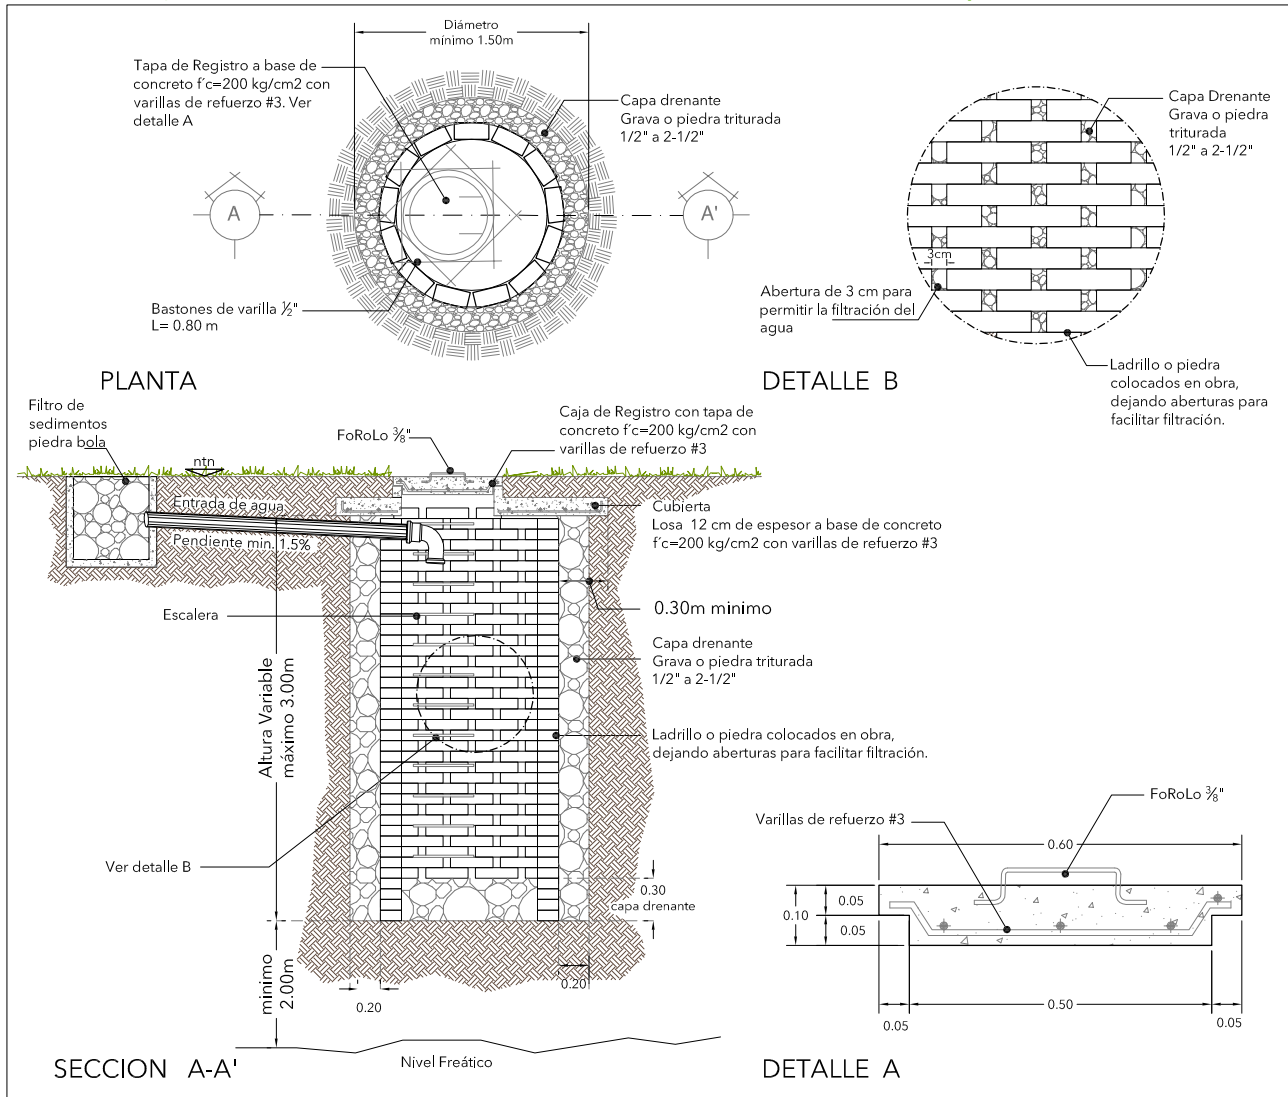 Diámetro
mínimo 1.50m
Tapa de Registro a base de
concreto f´c=200 kg/cm2 con
varillas de refuerzo #3. Ver
detalle A
Capa drenante
Grava o piedra triturada
1/2" a 2-1/2"
A
A'
Bastones de varilla ½"
L= 0.80 m
PLANTA
Capa Drenante
Grava o piedra
triturada
1/2" a 2-1/2"
3cm
Abertura de 3 cm para
permitir la filtración del
agua
Ladrillo o piedra
colocados en obra,
dejando aberturas para
facilitar filtración.
DETALLE B
Filtro de
sedimentos
piedra bola
ntn
FoRoLo ⅜"
Caja de Registro con tapa de
concreto f´c=200 kg/cm2 con
varillas de refuerzo #3
Entrada de agua
Pendiente min. 1.5%
Cubierta
Losa 12 cm de espesor a base de concreto
f´c=200 kg/cm2 con varillas de refuerzo #3
Escalera
0.30m minimo
Capa drenante
Grava o piedra triturada
1/2" a 2-1/2"
Altura Variable
máximo 3.00m
Ladrillo o piedra colocados en obra,
dejando aberturas para facilitar filtración.
Ver detalle B
0.30
capa drenante
minimo
2.00m
0.20
0.20
Nivel Freático
SECCION A-A'
FoRoLo ⅜"
Varillas de refuerzo #3
0.60
0.10
0.05
0.05
0.05
0.50
0.05
DETALLE A